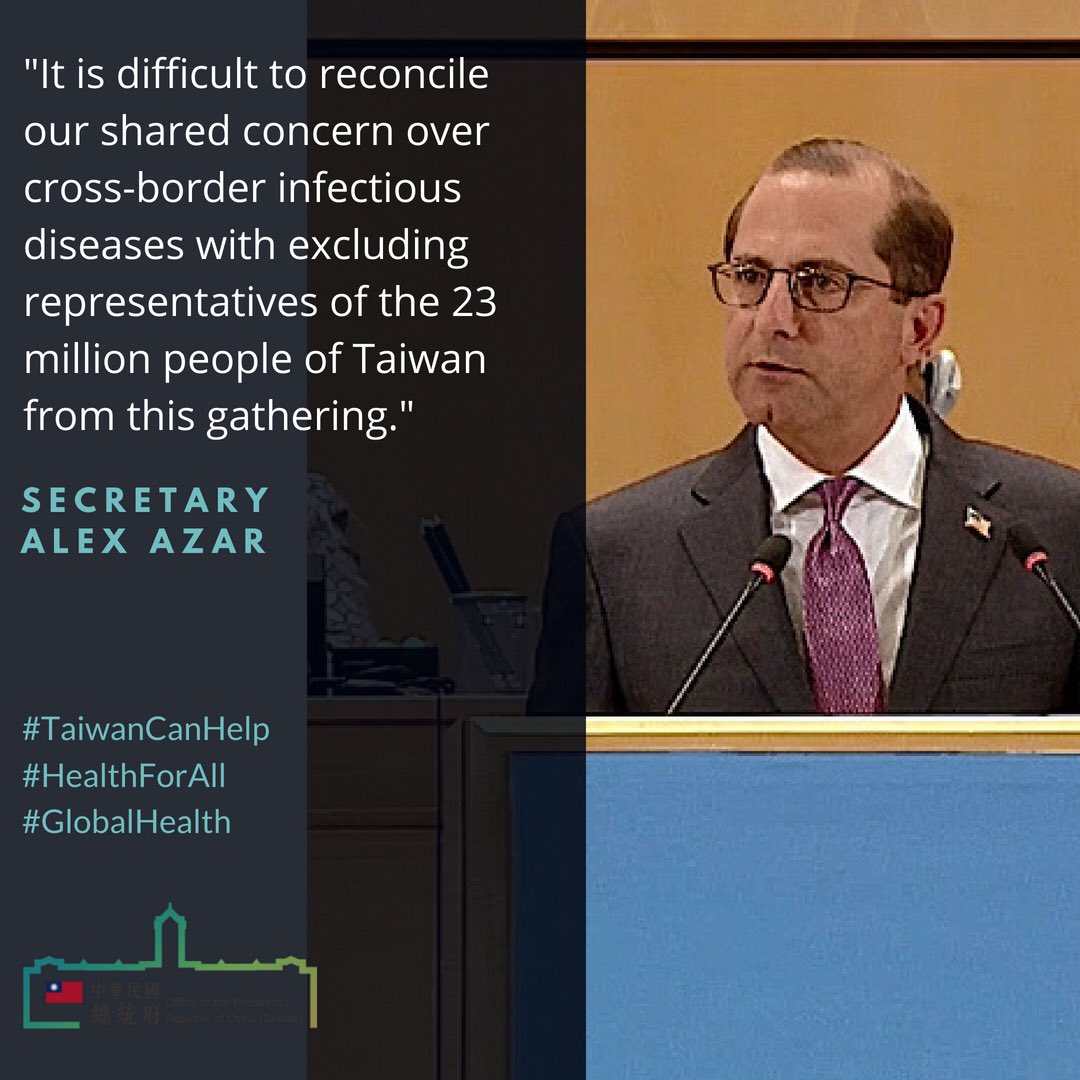 "It is difficult to reconcile
our shared concern over
cross-border infectious
diseases with excluding
representatives of the 23
million people of Taiwan
from this gathering."
SECRETARY
ALEX AZAR
#TaiwanCanHelp
#HealthForAll
#GlobalHealth
中華民國
總統府
Office of the President
Republic of China (Taiwan)